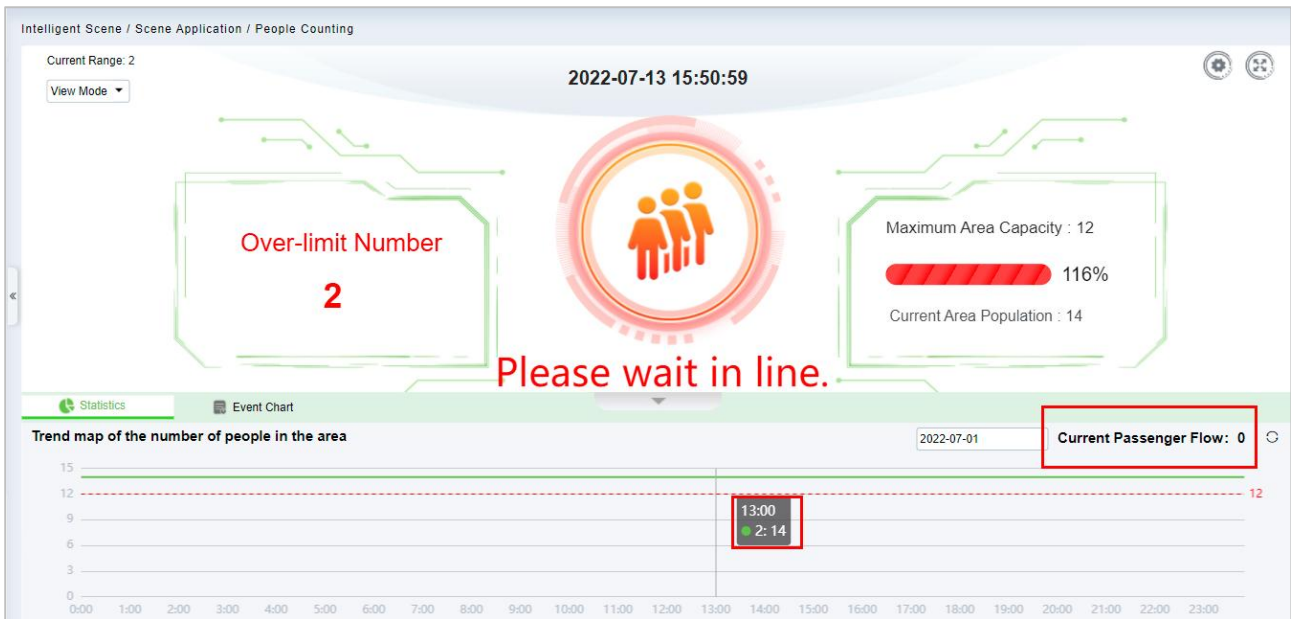 Intelligent Scene / Scene Application / People Counting
Current Range: 2
2022-07-13 15:50:59
View Mode
Over-limit Number
2
Maximum Area Capacity : 12
116%
Current Area Population : 14
Please wait in line.
Statistics
Event Chart
Trend map of the number of people in the area
2022-07-01
Current Passenger Flow: 0
15
12
12
9
6
3
0
13:00
2: 14
0:00 1:00 2:00 3:00 4:00 5:00 6:00 7:00 8:00 9:00 10:00 11:00 12:00 13:00 14:00 15:00 16:00 17:00 18:00 19:00 20:00 21:00 22:00 23:00